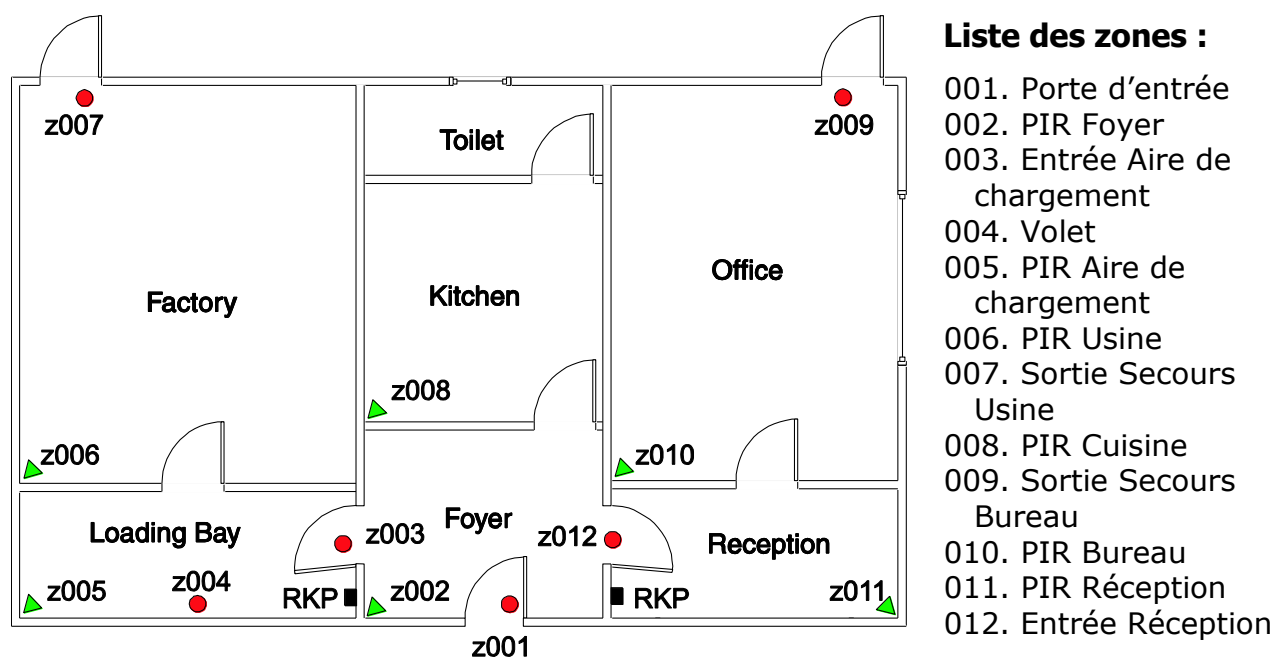 z007
z009
Toilet
Factory
Kitchen
Office
z008
z006
z010
Loading Bay
z003
Foyer
z012
Reception
z005
z004
RKP
z002
RKP
z011
z001
Liste des zones :
001. Porte d’entrée
002. PIR Foyer
003. Entrée Aire de
chargement
004. Volet
005. PIR Aire de
chargement
006. PIR Usine
007. Sortie Secours
Usine
008. PIR Cuisine
009. Sortie Secours
Bureau
010. PIR Bureau
011. PIR Réception
012. Entrée Réception